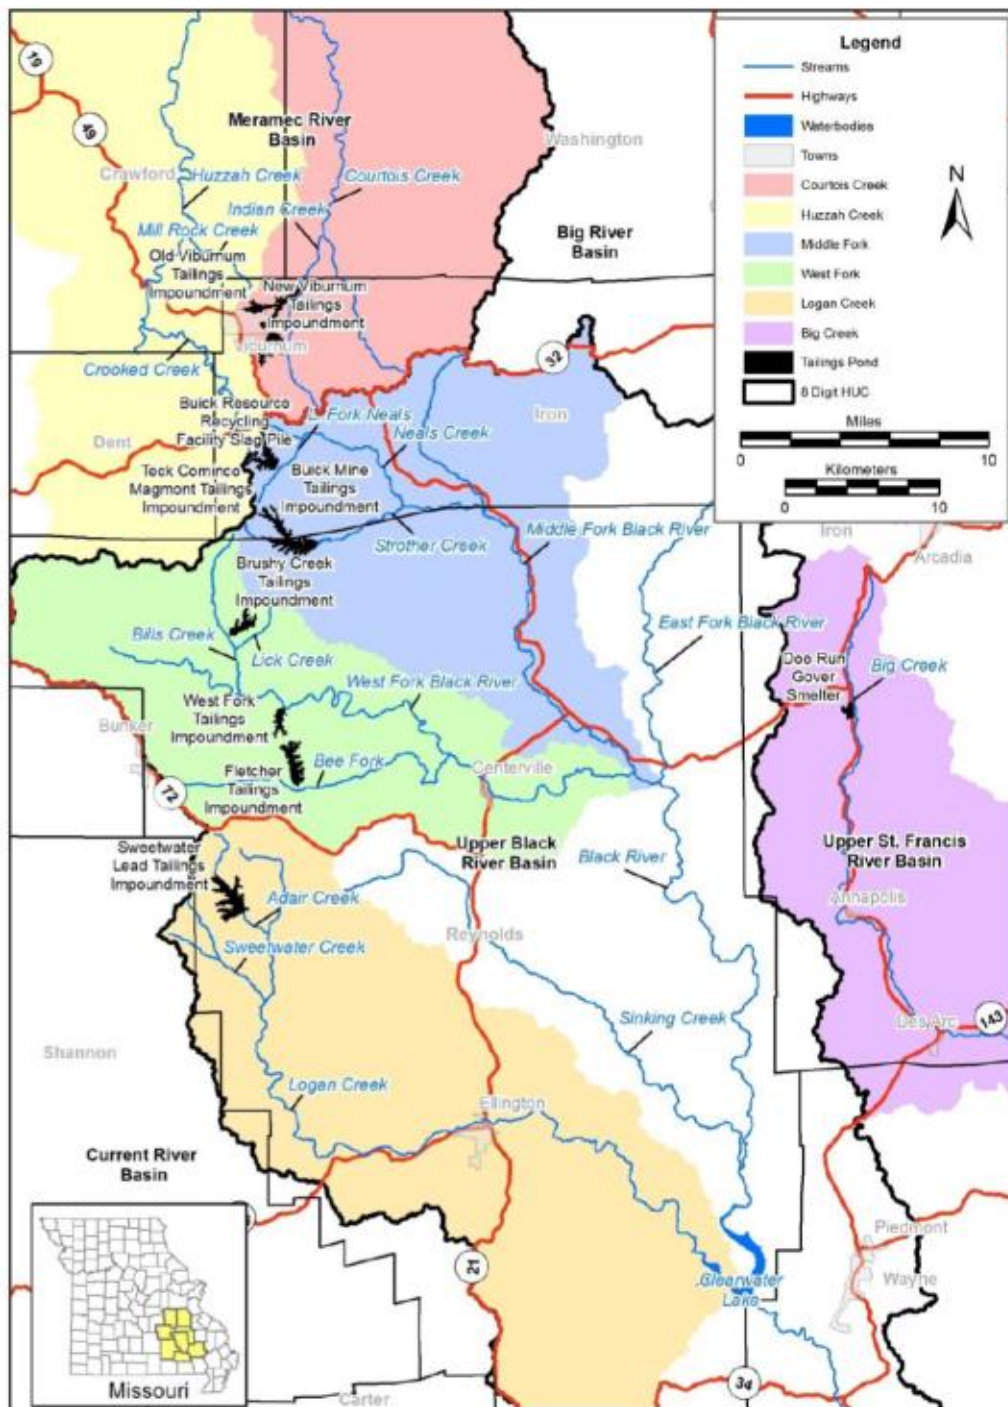 Legend
Streams
Highways
Waterbodies
Towns
Courtois Creek
Huzzah Creek
Middle Fork
West Fork
Logan Creek
Big Creek
Tailings Pond
8 Digit HUC
Miles
0
10
Kilometers
0
10
N
19
49
Meramec River
Basin
Washington
Crawford
Huzzah Creek
Courtois Creek
Indian Creek
Mill Rock Creek
Big River
Basin
Old Viburnum
Tailings
Impoundment
New Viburnum
Tailings
Impoundment
Viburnum
32
Crooked Creek
Buick Resource
Recycling
Facility Slag Pile
L. Fork Neals
Neals Creek
Iron
Dent
Teck Cominco
Magmont Tailings
Impoundment
Buick Mine
Tailings
Impoundment
Strother Creek
Middle Fork Black River
Iron
Arcadia
Brushy Creek
Tailings
Impoundment
Bills Creek
Lick Creek
East Fork Black River
Doe Run
Glover
Smelter
Big Creek
West Fork Black River
West Fork
Tailings
Impoundment
Bunker
Bee Fork
Centerville
Fletcher
Tailings
Impoundment
72
Sweetwater
Lead Tailings
Impoundment
Upper Black
River Basin
Black River
Upper St. Francis
River Basin
Adair Creek
Annapolis
Reynolds
Sweetwater Creek
Sinking Creek
Des Arc
143
Shannon
Logan Creek
Ellington
Current River
Basin
21
Piedmont
Wayne
Clearwater
Lake
Missouri
Carter
34